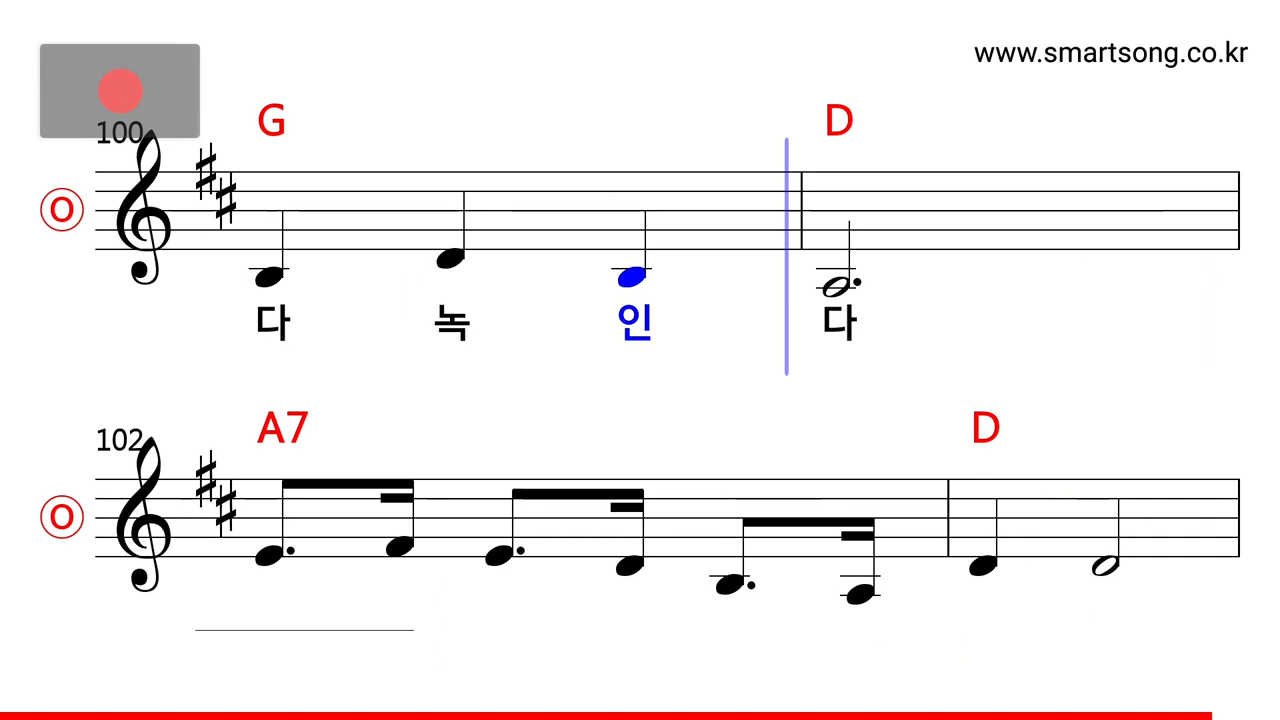 www.smartsong.co.kr
100
G D
O
다 녹 인 다
102
A7 D
O